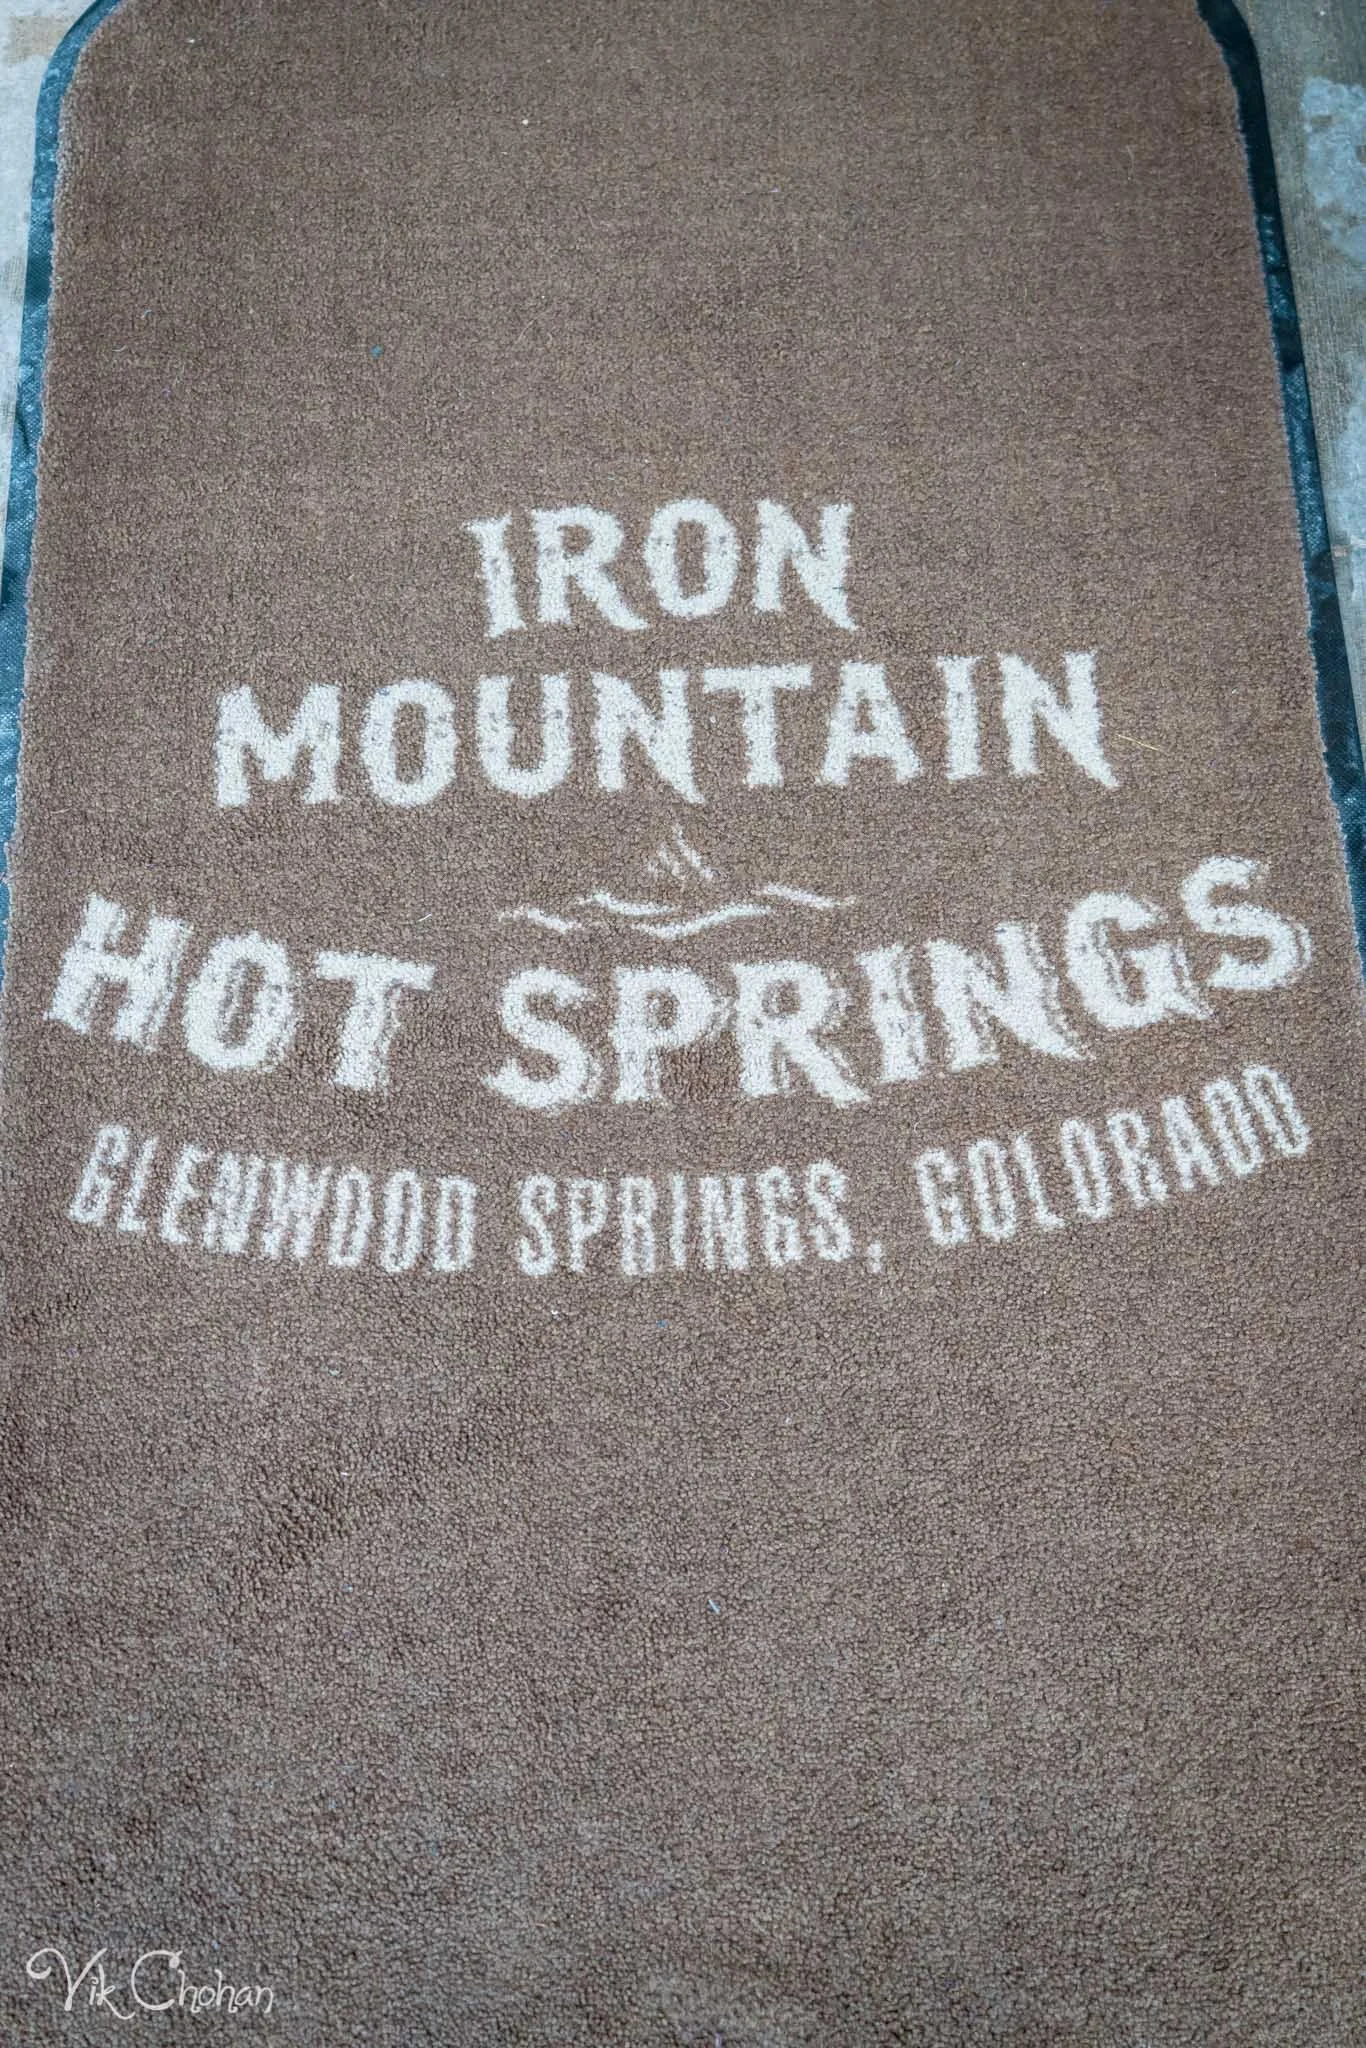 IRON
MOUNTAIN
HOT SPRINGS
GLENWOOD SPRINGS, COLORADO
Vik Chohan